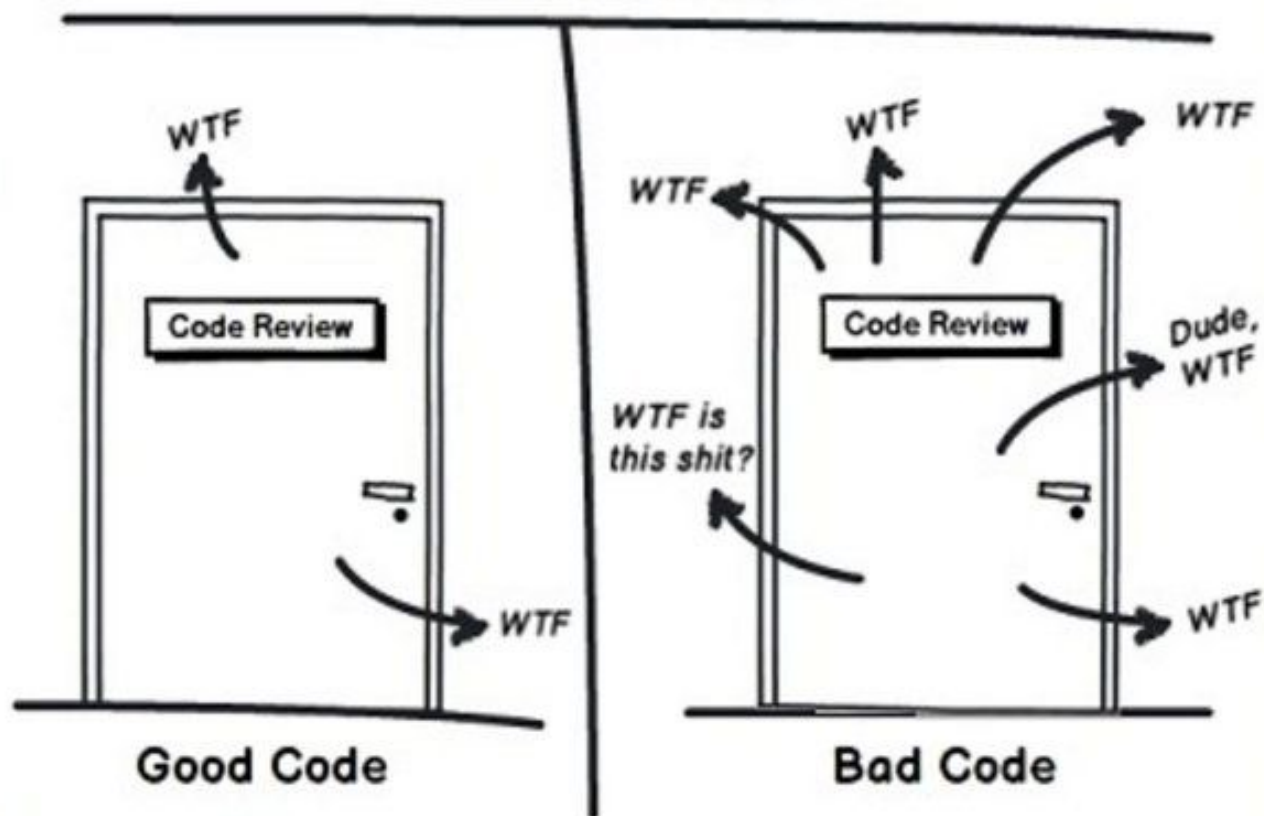 WTF
Code Review
WTF
Good Code
WTF
WTF
WTF
Code Review
Dude,
WTF
WTF is
this shit?
WTF
Bad Code